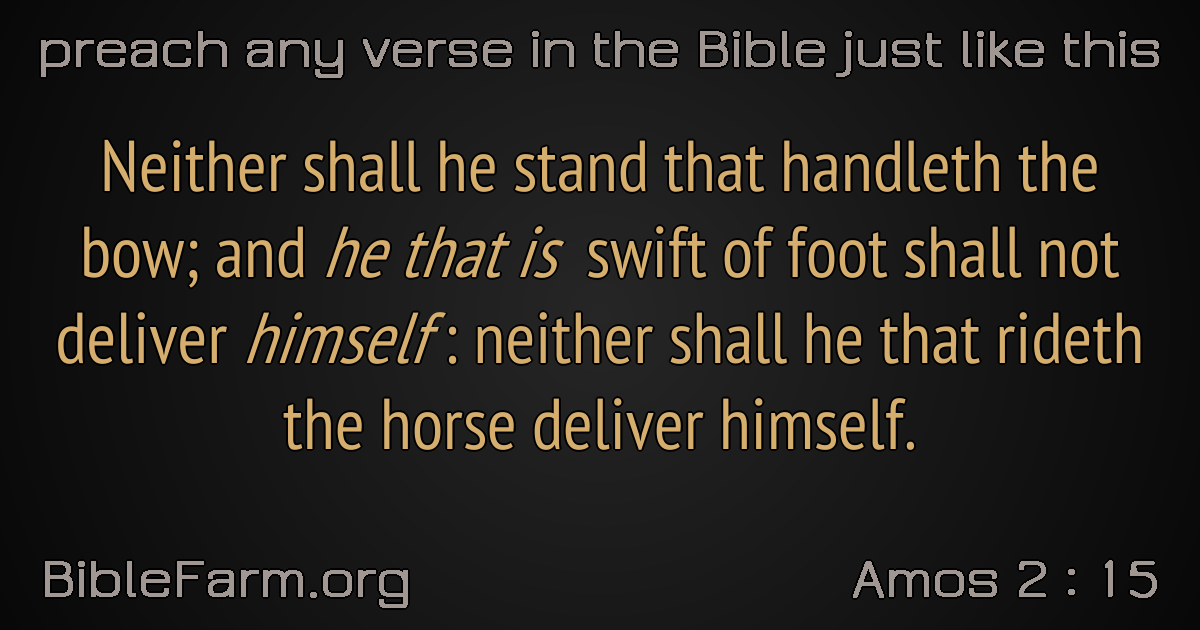 preach any verse in the Bible just like this
Neither shall he stand that handleth the
bow; and he that is swift of foot shall not
deliver himself : neither shall he that rideth
the horse deliver himself.
BibleFarm.org
Amos 2 : 15